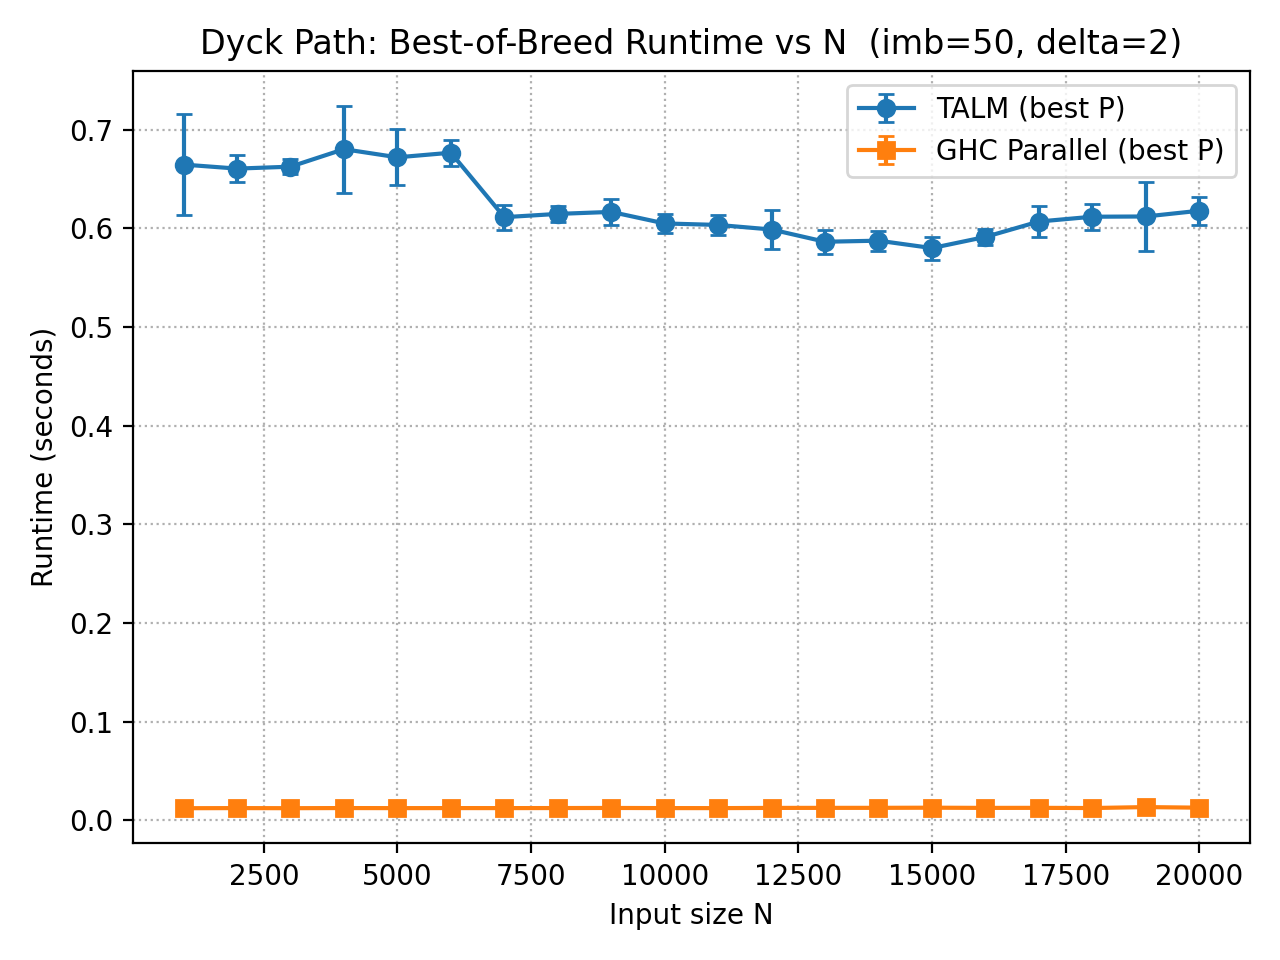 Dyck Path: Best-of-Breed Runtime vs N  (imb=50, delta=2)
TALM (best P)
GHC Parallel (best P)
Runtime (seconds)
0.7
0.6
0.5
0.4
0.3
0.2
0.1
0.0
2500 5000 7500 10000 12500 15000 17500 20000
Input size N